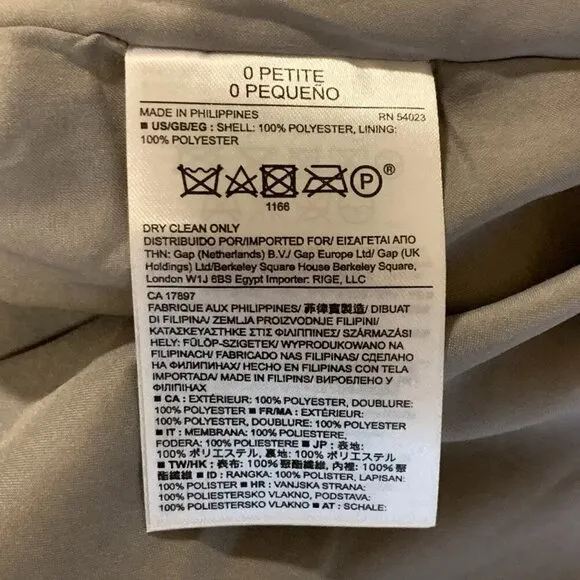 0 PETITE
0 PEQUEÑO
MADE IN PHILIPPINES RN 54023
■ US/GB/EG : SHELL: 100% POLYESTER, LINING:
100% POLYESTER
P ®
1166
DRY CLEAN ONLY
DISTRIBUIDO POR/IMPORTED FOR/ ΕΙΣΑΓΕΤΑΙ ΑΠΟ
ΤΗΝ: Gap (Netherlands) B.V./ Gap Europe Ltd/ Gap (UK
Holdings) Ltd/Berkeley Square House Berkeley Square,
London W1J 6BS Egypt Importer: RIGE, LLC
CA 17897
FABRIQUE AUX PHILIPPINES/ 菲律賓製造/ DIBUAT
DI FILIPINA/ ZEMLJA PROIZVODNJE FILIPINI/
ΚΑΤΑΣΚΕΥΑΣΤΗΚΕ ΣΤΙΣ ΦΙΛΙΠΠΙΝΕΣ/ SZÁRMAZÁSI
HELY: FÜLÖP-SZIGETEK/ WYPRODUKOWANO NA
FILIPINACH/ FABRICADO NAS FILIPINAS/ СДЕЛАНО
НА ФИЛИППИНАХ/ HECHO EN FILIPINAS CON TELA
IMPORTADA/ MADE IN FILIPINS/ ВИРОБЛЕНО У
ФІЛІПІНАХ
■ CA : EXTÉRIEUR: 100% POLYESTER, DOUBLURE:
100% POLYESTER ■ FR/MA : EXTÉRIEUR:
100% POLYESTER, DOUBLURE: 100% POLYESTER
■ IT : MEMBRANA: 100% POLIESTERE,
FODERA: 100% POLIESTERE ■ JP : 表地:
100% ポリエステル, 裏地: 100% ポリエステル
■ TW/HK : 表布: 100% 聚酯纖維, 內裡: 100% 聚
酯纖維 ■ ID : RANGKA: 100% POLISTER, LAPISAN:
100% POLISTER ■ HR : VANJSKA STRANA:
100% POLIESTERSKO VLAKNO, PODSTAVA:
100% POLIESTERSKO VLAKNO ■ AT : SCHALE: